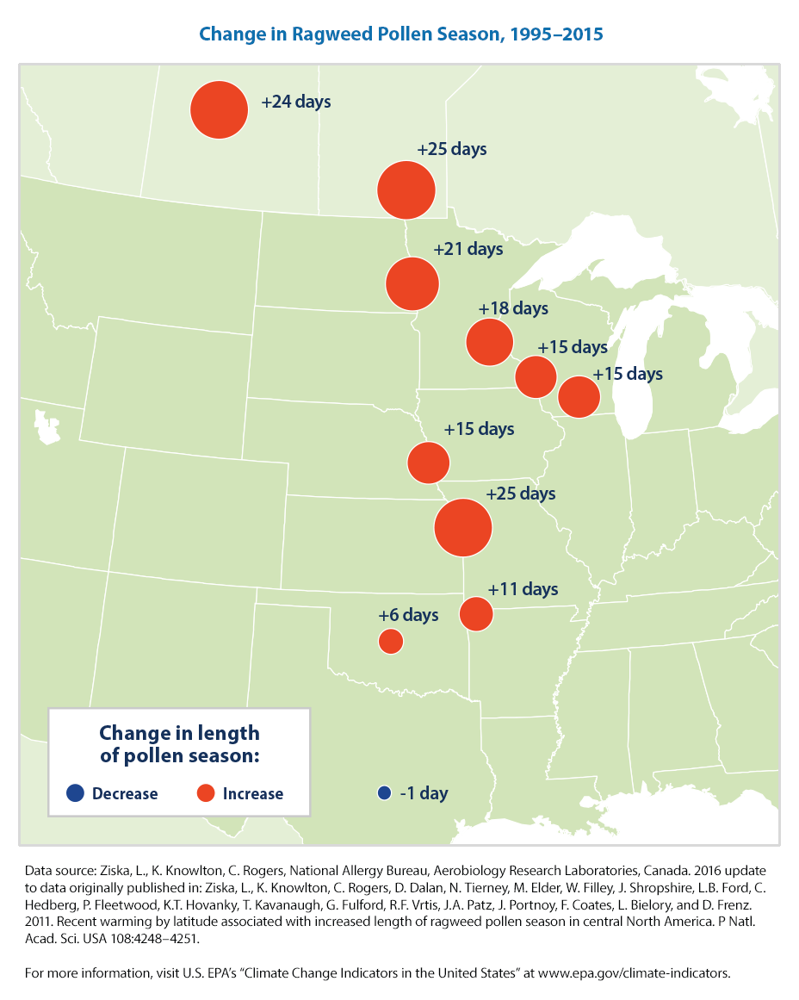 Change in Ragweed Pollen Season, 1995–2015
+24 days
+25 days
+21 days
+18 days
+15 days
+15 days
+15 days
+25 days
+11 days
+6 days
Change in length
of pollen season:
Decrease
Increase
-1 day
Data source: Ziska, L., K. Knowlton, C. Rogers, National Allergy Bureau, Aerobiology Research Laboratories, Canada. 2016 update
to data originally published in: Ziska, L., K. Knowlton, C. Rogers, D. Dalan, N. Tierney, M. Elder, W. Filley, J. Shropshire, L.B. Ford, C.
Hedberg, P. Fleetwood, K.T. Hovanky, T. Kavanaugh, G. Fulford, R.F. Vrtis, J.A. Patz, J. Portnoy, F. Coates, L. Bielory, and D. Frenz.
2011. Recent warming by latitude associated with increased length of ragweed pollen season in central North America. P Natl.
Acad. Sci. USA 108:4248–4251.
For more information, visit U.S. EPA’s “Climate Change Indicators in the United States” at www.epa.gov/climate-indicators.